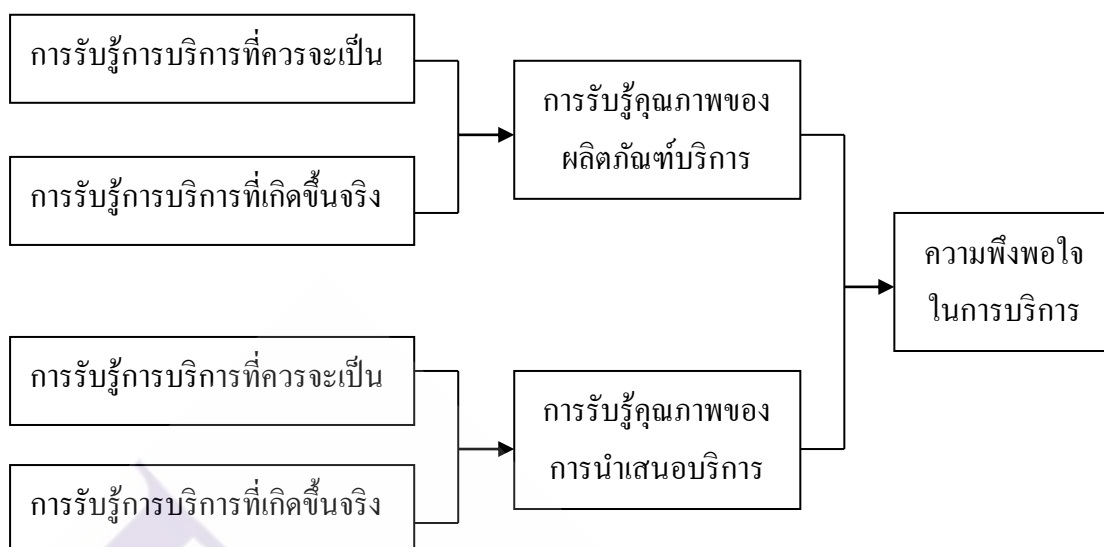 การรับรู้การบริการที่ควรจะเป็น
การรับรู้การบริการที่เกิดขึ้นจริง
การรับรู้คุณภาพของ
ผลิตภัณฑ์บริการ
การรับรู้การบริการที่ควรจะเป็น
การรับรู้การบริการที่เกิดขึ้นจริง
การรับรู้คุณภาพของ
การนำเสนอบริการ
ความพึงพอใจ
ในการบริการ